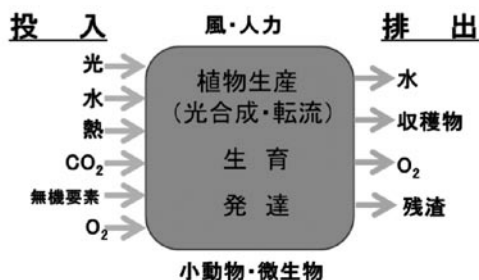 投 入
風・人力
排 出
光
水
熱
CO₂
無機要素
O₂
植物生産
(光合成・転流)
生 育
発 達
水
収穫物
O₂
残渣
小動物・微生物